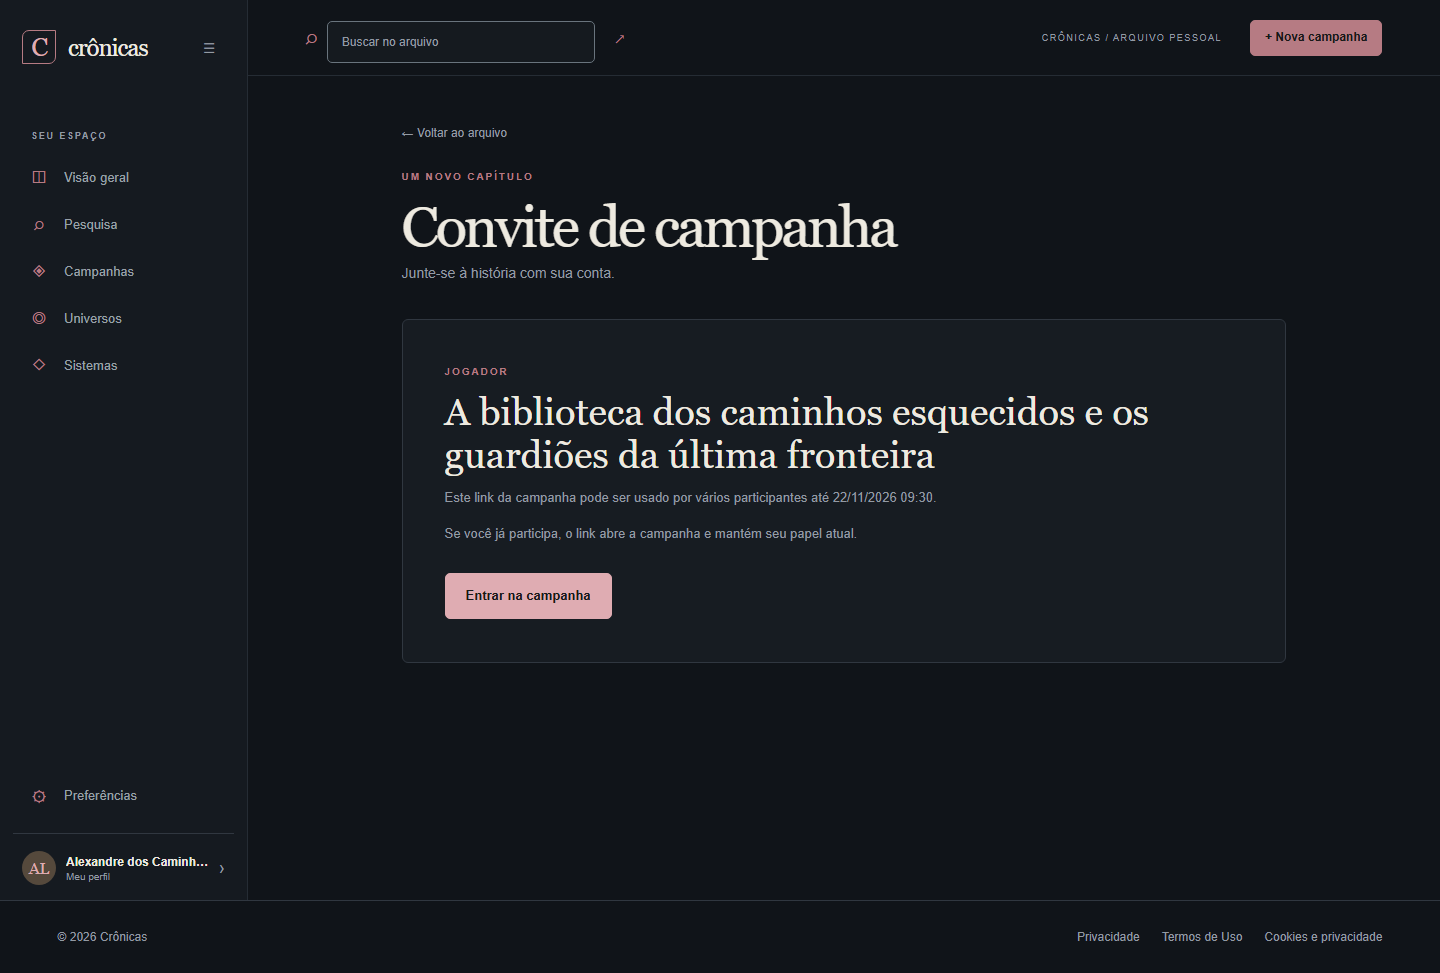 C crônicas
SEU ESPAÇO
Visão geral
Pesquisa
Campanhas
Universos
Sistemas
Preferências
AL
Alexandre dos Caminh...
Meu perfil
Buscar no arquivo
CRÔNICAS / ARQUIVO PESSOAL
+ Nova campanha
← Voltar ao arquivo
UM NOVO CAPÍTULO
Convite de campanha
Junte-se à história com sua conta.
JOGADOR
A biblioteca dos caminhos esquecidos e os
guardiões da última fronteira
Este link da campanha pode ser usado por vários participantes até 22/11/2026 09:30.
Se você já participa, o link abre a campanha e mantém seu papel atual.
Entrar na campanha
© 2026 Crônicas
Privacidade
Termos de Uso
Cookies e privacidade